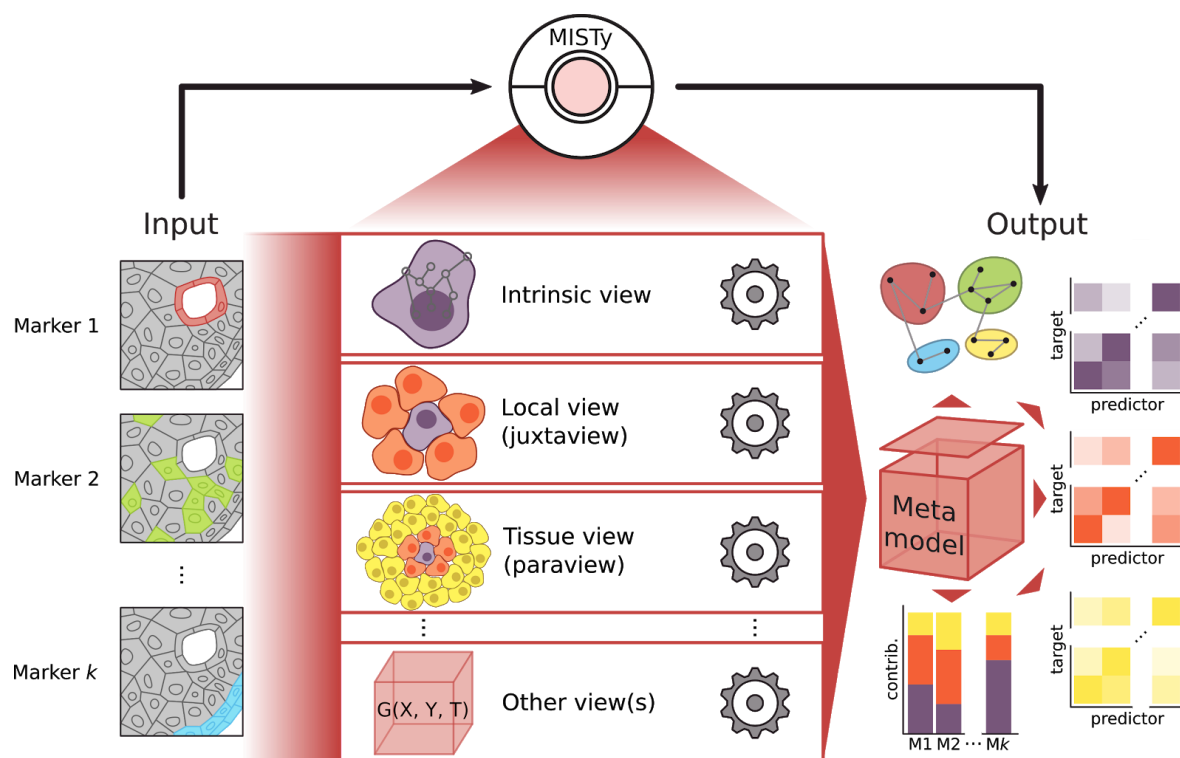 MISTy
Input
Output
Marker 1
Marker 2
⋮
Marker k
Intrinsic view
Local view
(juxtaview)
Tissue view
(paraview)
⋮
⋮
G(X, Y, T)
Other view(s)
Meta
model
contrib.
M1 M2 ⋯ Mk
target
⋯
predictor
target
⋯
predictor
target
⋯
predictor